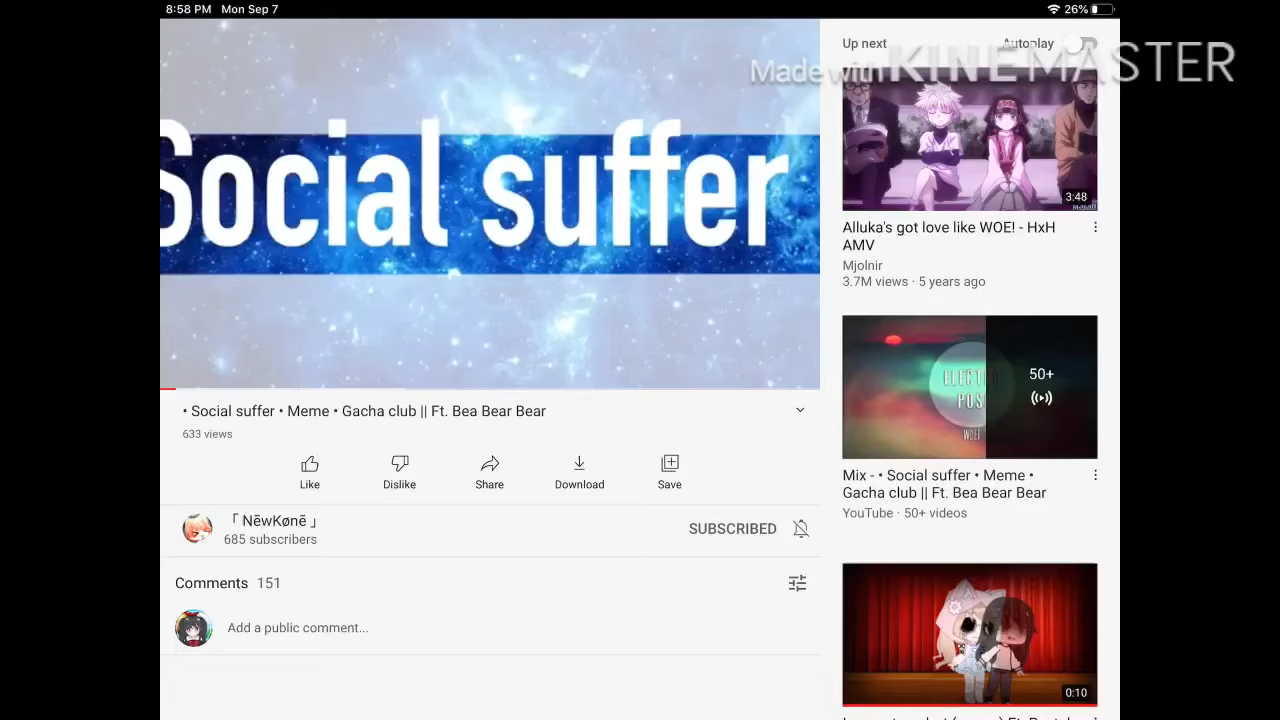 8:58 PM Mon Sep 7
26%
Social suffer
• Social suffer • Meme • Gacha club || Ft. Bea Bear Bear
633 views
Like
Dislike
Share
Download
Save
「 NēwKønē 」
685 subscribers
SUBSCRIBED
Comments 151
Add a public comment...
Up next
Autoplay
Made with KINEMASTER
3:48
Alluka's got love like WOE! - HxH
AMV
Mjolnir
3.7M views · 5 years ago
50+
WOLF
Mix - • Social suffer • Meme •
Gacha club || Ft. Bea Bear Bear
YouTube · 50+ videos
0:10